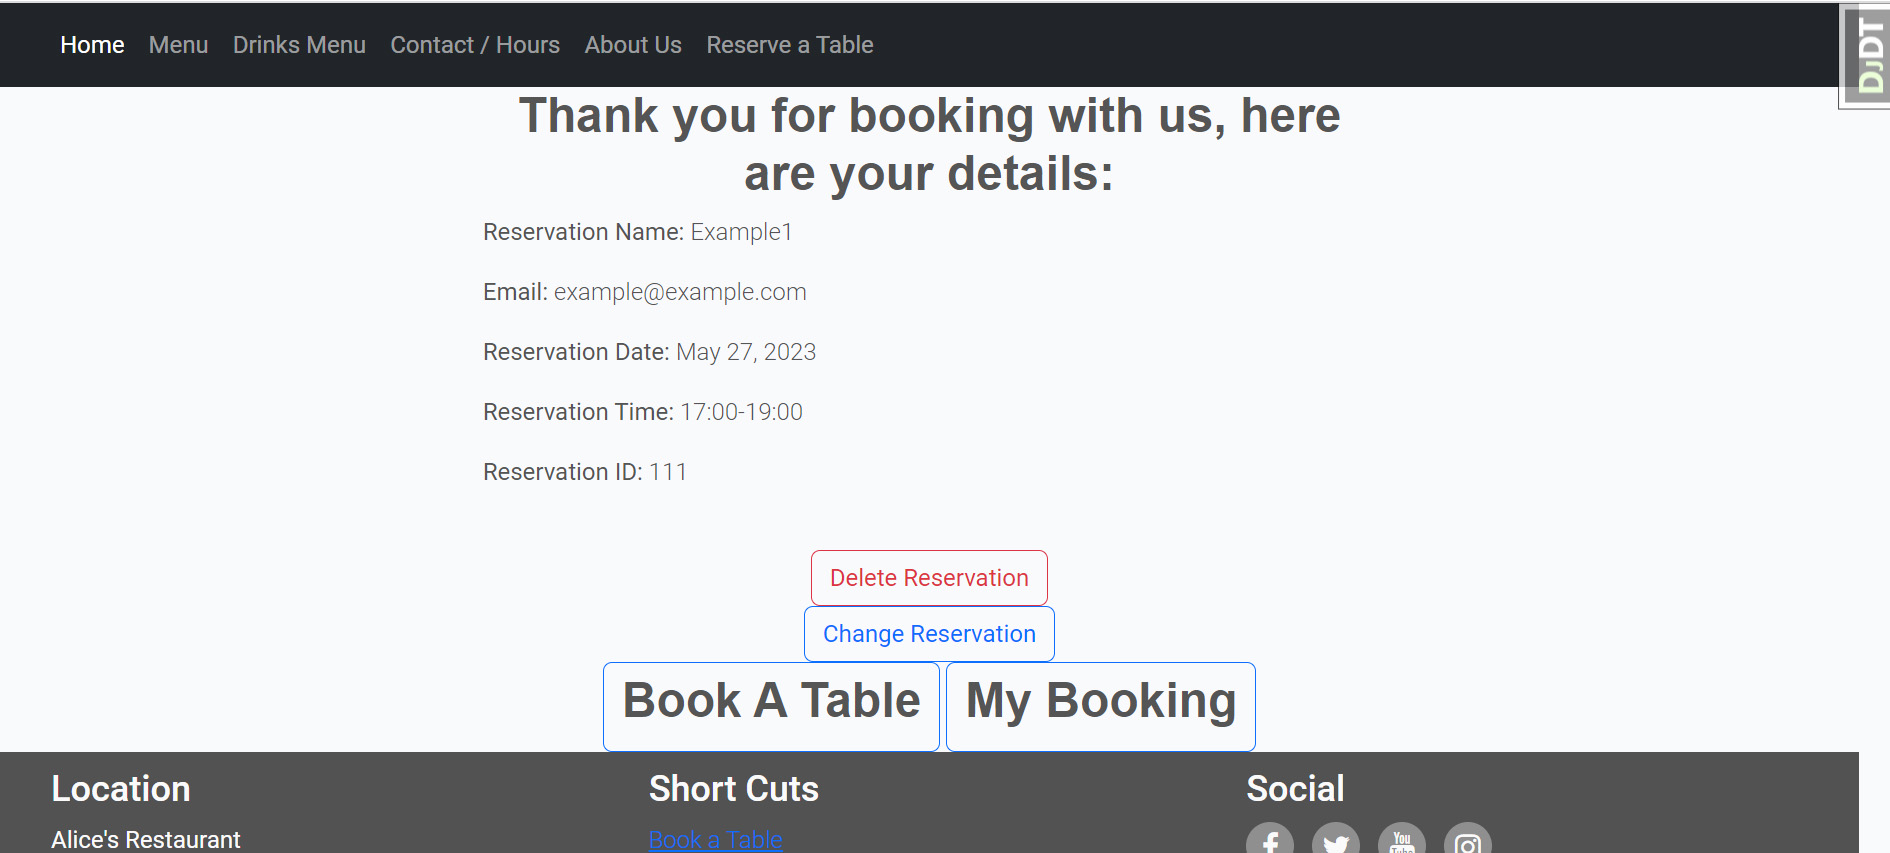 Home Menu Drinks Menu Contact / Hours About Us Reserve a Table
DJDT
Thank you for booking with us, here
are your details:
Reservation Name: Example1
Email: example@example.com
Reservation Date: May 27, 2023
Reservation Time: 17:00-19:00
Reservation ID: 111
Delete Reservation
Change Reservation
Book A Table My Booking
Location Short Cuts Social
Alice's Restaurant Book a Table You
Tube